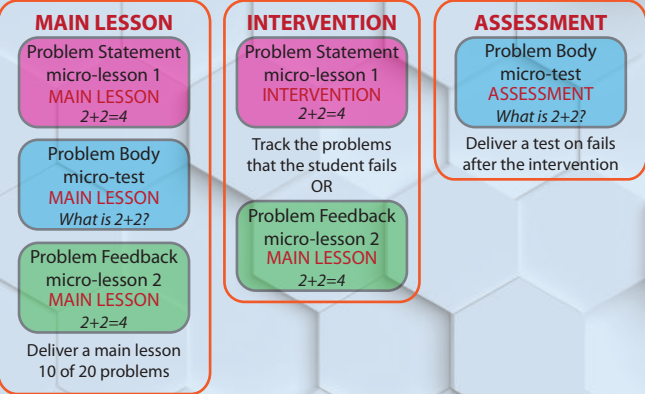 MAIN LESSON
Problem Statement
micro-lesson 1
MAIN LESSON
2+2=4
Problem Body
micro-test
MAIN LESSON
What is 2+2?
Problem Feedback
micro-lesson 2
MAIN LESSON
2+2=4
Deliver a main lesson
10 of 20 problems
INTERVENTION
Problem Statement
micro-lesson 1
INTERVENTION
2+2=4
Track the problems
that the student fails
OR
Problem Feedback
micro-lesson 2
MAIN LESSON
2+2=4
ASSESSMENT
Problem Body
micro-test
ASSESSMENT
What is 2+2?
Deliver a test on fails
after the intervention